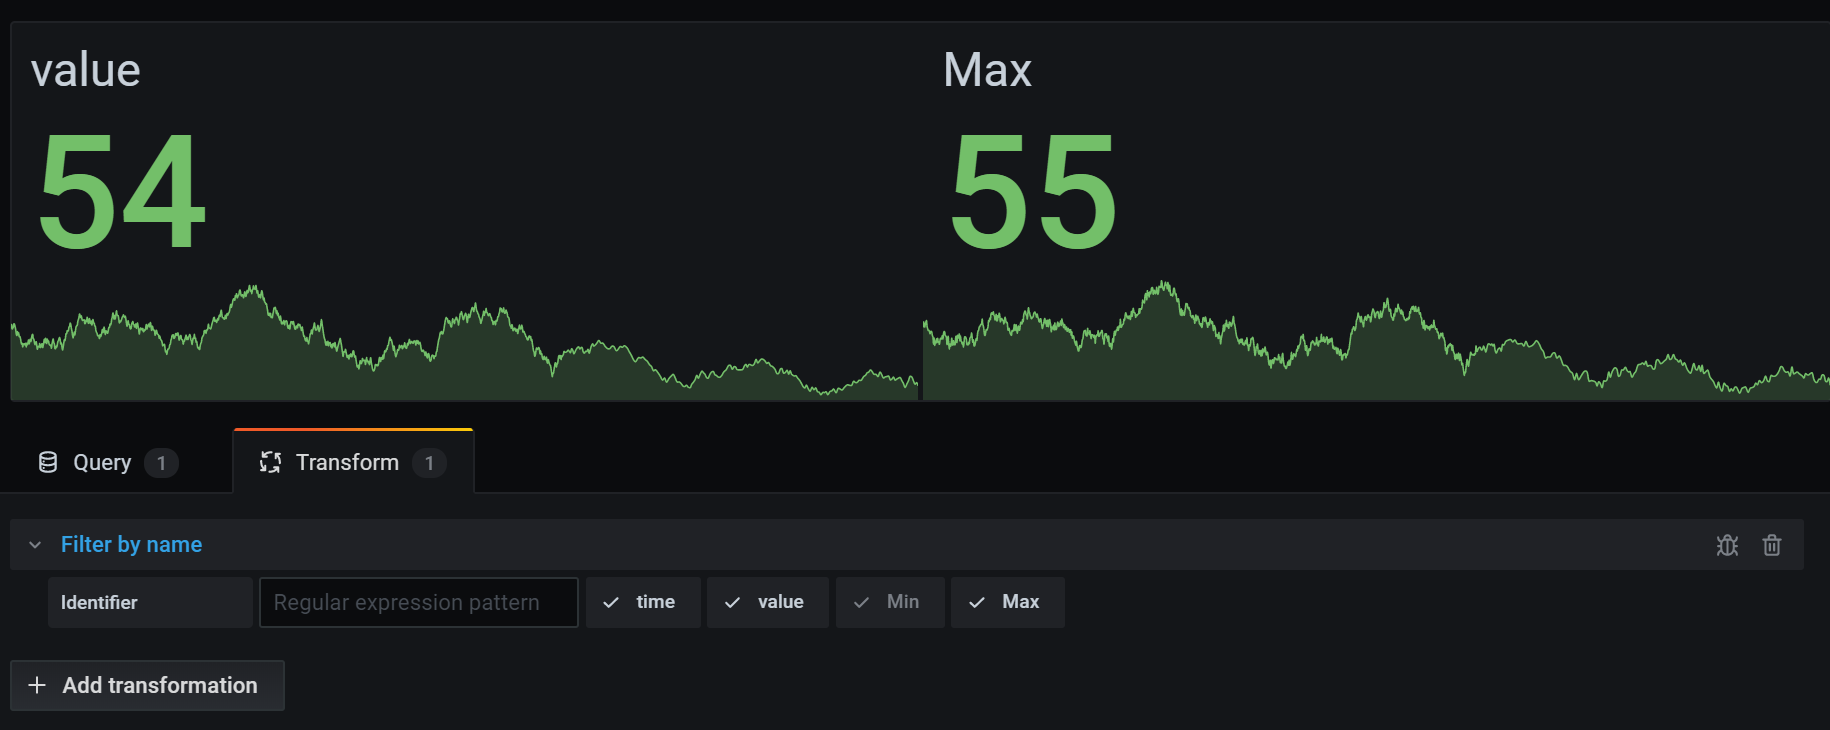 value Max
54 55
Query 1 Transform 1
Filter by name
Identifier Regular expression pattern time value Min Max
Add transformation